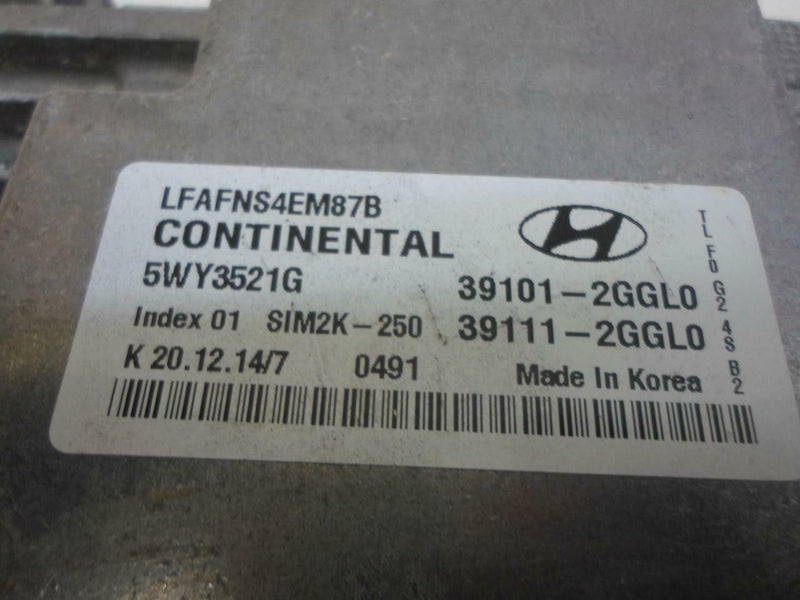 LFAFNS4EM87B
CONTINENTAL
5WY3521G
39101-2GGL0
Index 01 SIM2K-250
39111-2GGL0
K 20.12.14/7 0491 Made In Korea
TL F0 G2 4S B2